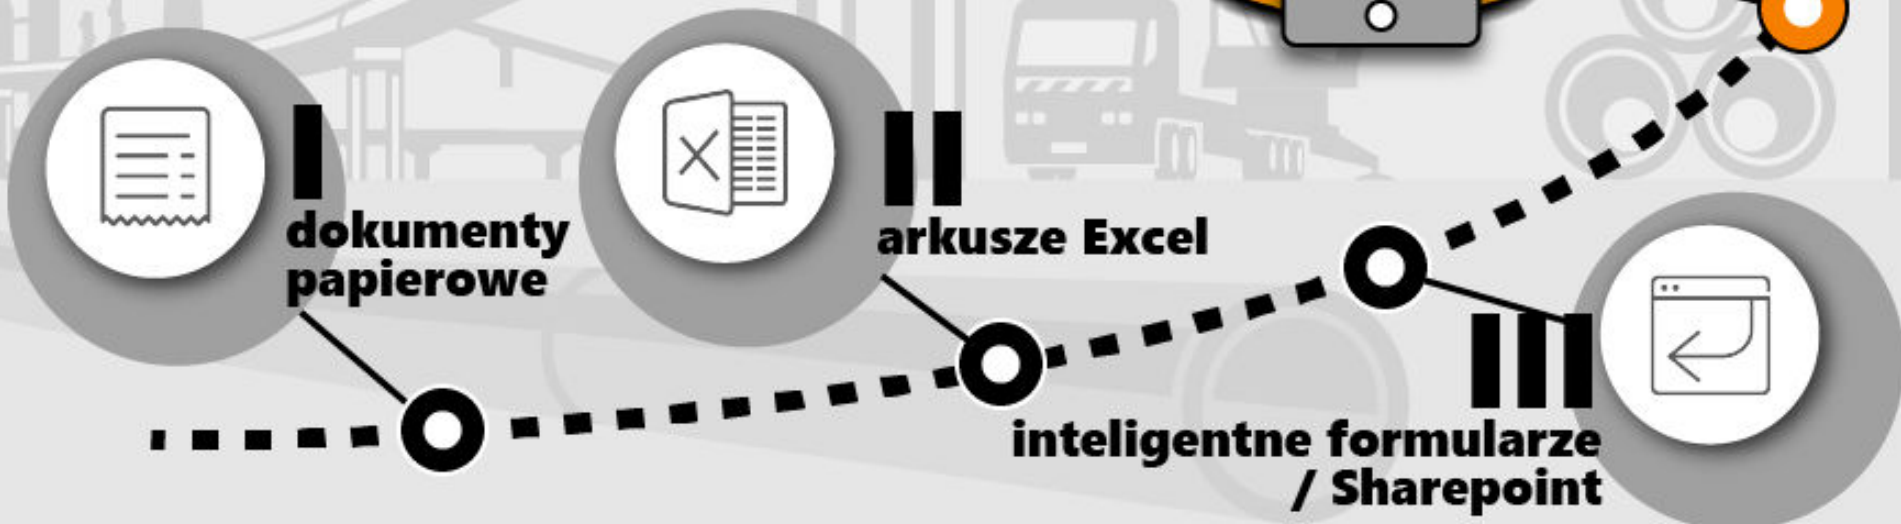 I
dokumenty
papierowe
II
arkusze Excel
III
inteligentne formularze
/ Sharepoint